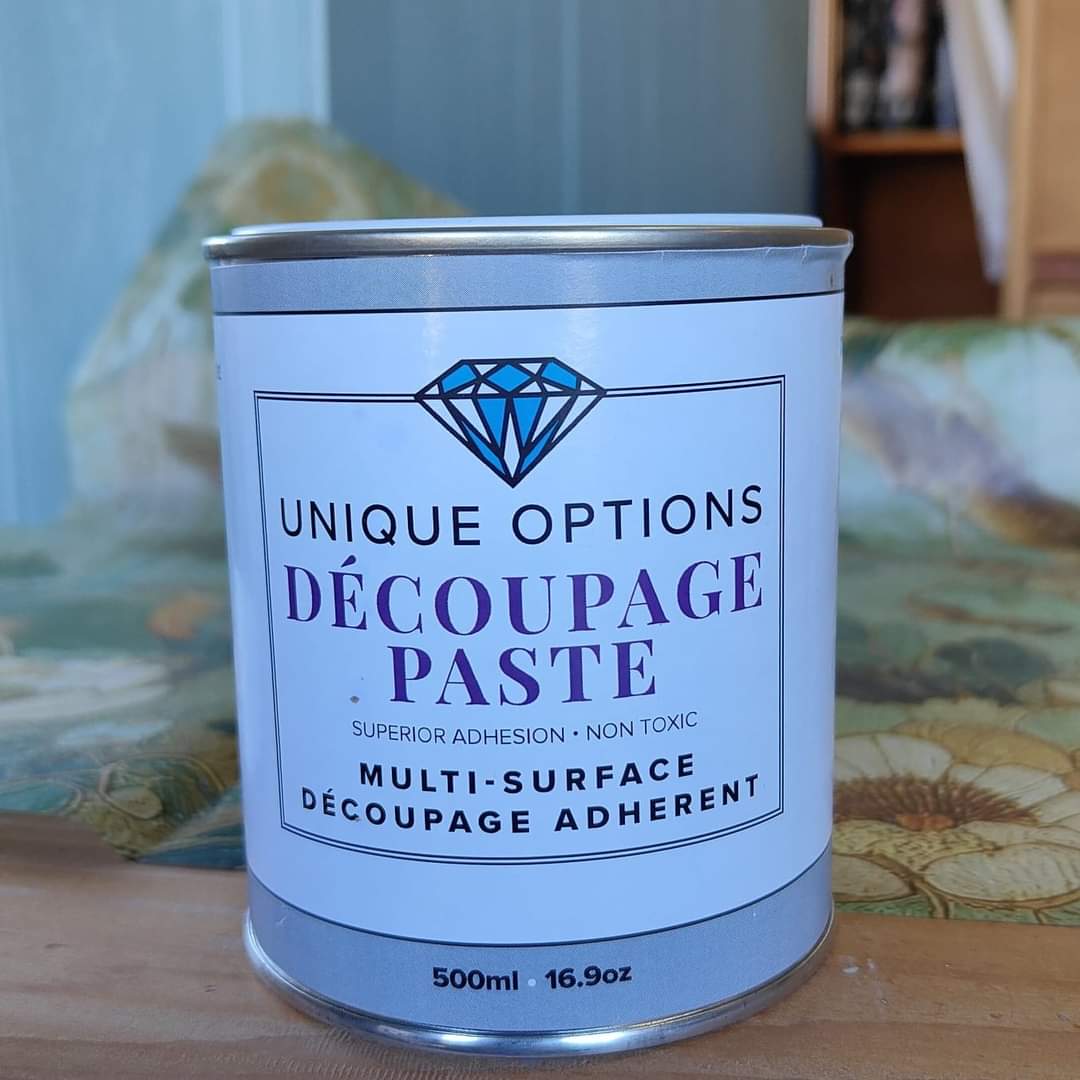 UNIQUE OPTIONS
DÉCOUPAGE
PASTE
SUPERIOR ADHESION • NON TOXIC
MULTI-SURFACE
DÉCOUPAGE ADHERENT
500ml • 16.9oz